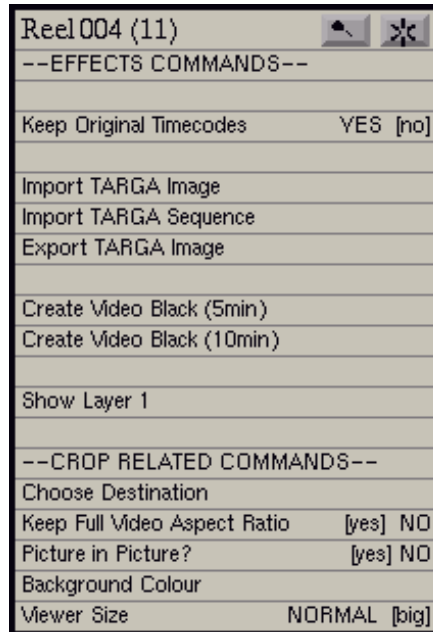 Reel004 (11)
--EFFECTS COMMANDS--
Keep Original Timecodes YES [no]
Import TARGA Image
Import TARGA Sequence
Export TARGA Image
Create Video Black (5min)
Create Video Black (10min)
Show Layer 1
--CROP RELATED COMMANDS--
Choose Destination
Keep Full Video Aspect Ratio [yes] NO
Picture in Picture? [yes] NO
Background Colour
Viewer Size NORMAL [big]